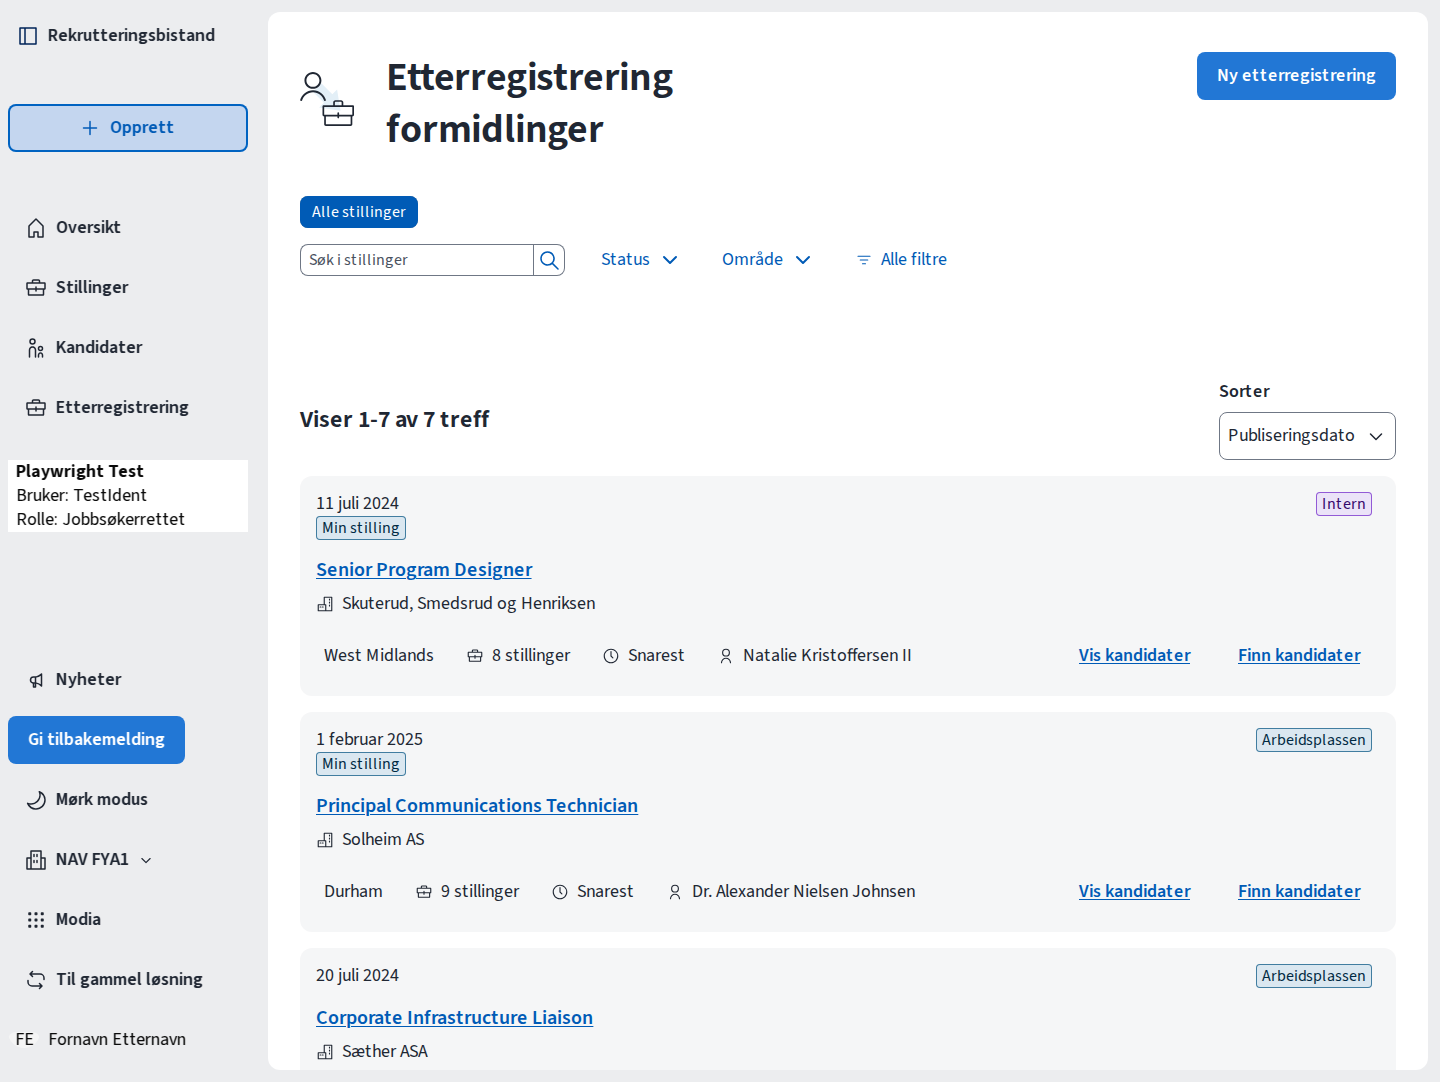 Rekrutteringsbistand
Opprett
Oversikt
Stillinger
Kandidater
Etterregistrering
Playwright Test
Bruker: TestIdent
Rolle: Jobbsøkerrettet
Nyheter
Gi tilbakemelding
Mørk modus
NAV FYA1
Modia
Til gammel løsning
FE Fornavn Etternavn
Etterregistrering
formidlinger
Ny etterregistrering
Alle stillinger
Søk i stillinger
Status
Område
Alle filtre
Viser 1-7 av 7 treff
Sorter
Publiseringsdato
11 juli 2024
Intern
Min stilling
Senior Program Designer
Skuterud, Smedsrud og Henriksen
West Midlands 8 stillinger Snarest Natalie Kristoffersen II Vis kandidater Finn kandidater
1 februar 2025
Arbeidsplassen
Min stilling
Principal Communications Technician
Solheim AS
Durham 9 stillinger Snarest Dr. Alexander Nielsen Johnsen Vis kandidater Finn kandidater
20 juli 2024
Arbeidsplassen
Corporate Infrastructure Liaison
Sæther ASA